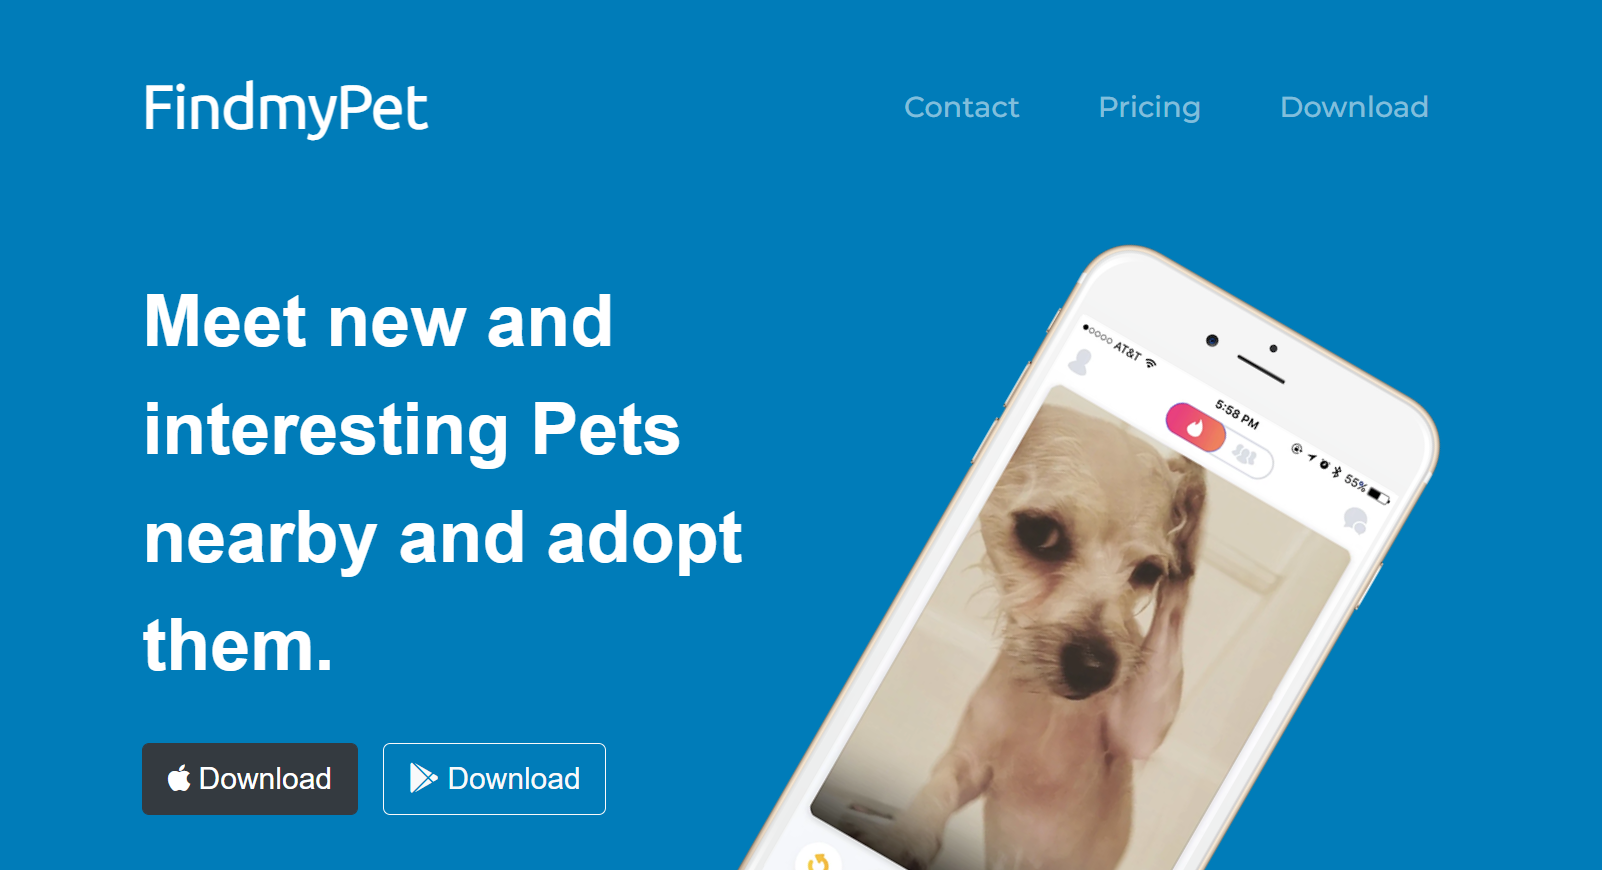 FindmyPet
Contact Pricing Download
Meet new and
interesting Pets
nearby and adopt
them.
Download Download
AT&T
5:58 PM
55%